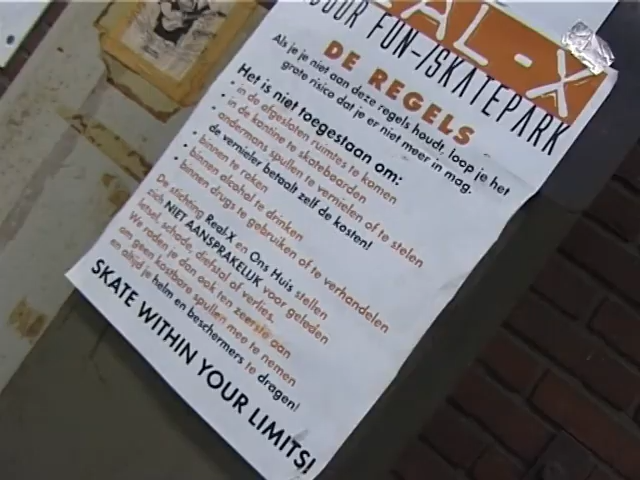 EAL-X
DOOR FUN-/SKATEPARK
DE REGELS
Als je je niet aan deze regels houdt, loop je het
grote risico dat je er niet meer in mag.
Het is niet toegestaan om:
• in de afgesloten ruimtes te komen
• in de kantine te skateboarden
• andermans spullen te vernielen of te stelen
de vernieler betaalt zelf de kosten!
• binnen te roken
• binnen alcohol te drinken
• binnen drugs te gebruiken of te verhandelen
De stichting Real-X en Ons Huis stellen
zich NIET AANSPRAKELIJK voor geleden
letsel, schade, diefstal of verlies.
We raden je dan ook ten zeerste aan
om geen kostbare spullen mee te nemen
en altijd je helm en beschermers te dragen!
SKATE WITHIN YOUR LIMITS!